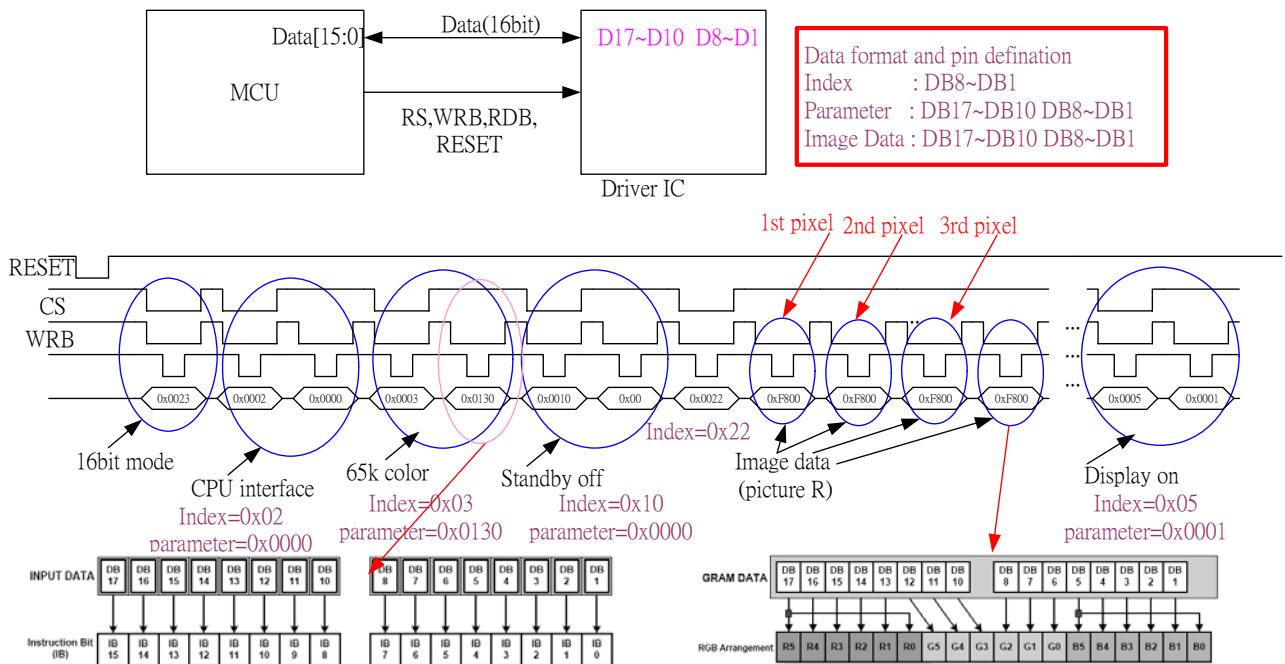 Data[15:0]
Data(16bit)
D17~D10 D8~D1
MCU
RS,WRB,RDB,
RESET
Driver IC
Data format and pin defination
Index : DB8~DB1
Parameter : DB17~DB10 DB8~DB1
Image Data : DB17~DB10 DB8~DB1
1st pixel 2nd pixel 3rd pixel
RESET
CS
WRB
... ...
... ...
... ...
0x0023 0x0002 0x0000 0x0003 0x0130 0x0010 0x00 0x0022 0xF800 0xF800 0xF800 0xF800 ... 0x0005 0x0001
16bit mode
CPU interface
Index=0x02
parameter=0x0000
65k color
Index=0x03
parameter=0x0130
Standby off
Index=0x10
parameter=0x0000
Index=0x22
Image data
(picture R)
Display on
Index=0x05
parameter=0x0001
INPUT DATA
DB 17 DB 16 DB 15 DB 14 DB 13 DB 12 DB 11 DB 10 DB 8 DB 7 DB 6 DB 5 DB 4 DB 3 DB 2 DB 1
Instruction Bit
(IB)
IB 15 IB 14 IB 13 IB 12 IB 11 IB 10 IB 9 IB 8 IB 7 IB 6 IB 5 IB 4 IB 3 IB 2 IB 1 IB 0
GRAM DATA
DB 17 DB 16 DB 15 DB 14 DB 13 DB 12 DB 11 DB 10 DB 8 DB 7 DB 6 DB 5 DB 4 DB 3 DB 2 DB 1
RGB Arrangement
R5 R4 R3 R2 R1 R0 G5 G4 G3 G2 G1 G0 B5 B4 B3 B2 B1 B0